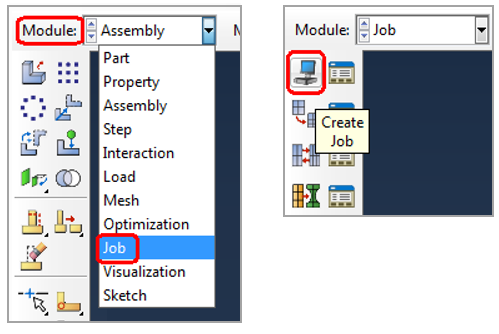 Module: Assembly M
Part
Property
Assembly
Step
Interaction
Load
Mesh
Optimization
Job
Visualization
Sketch
Module: Job
Create
Job